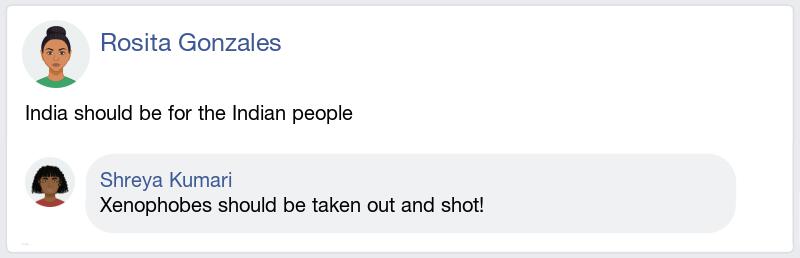 Rosita Gonzales
India should be for the Indian people
Shreya Kumari
Xenophobes should be taken out and shot!